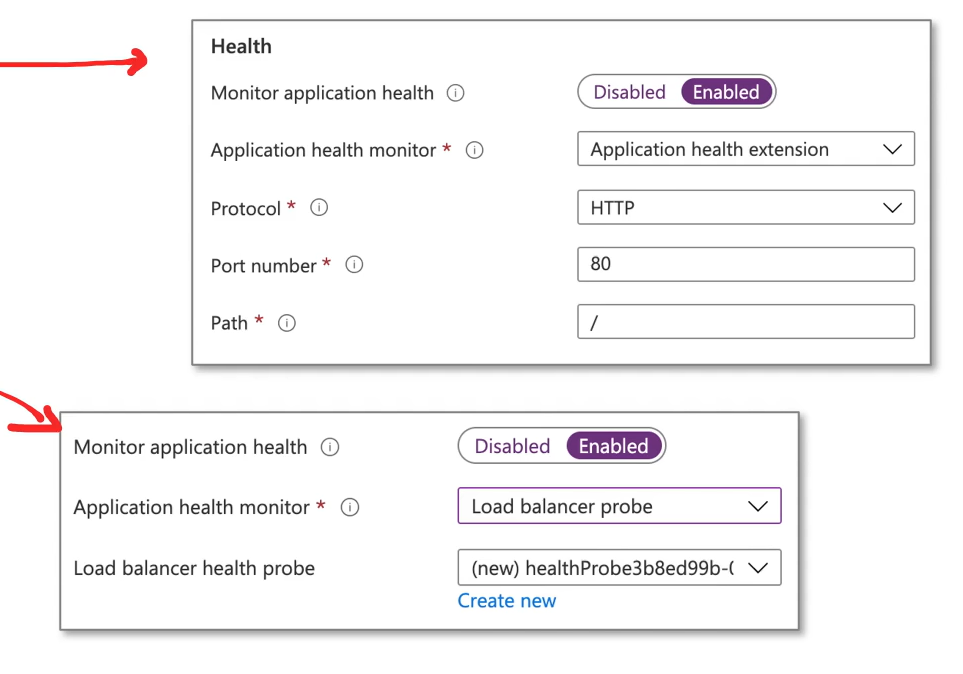 Health
Monitor application health Disabled Enabled
Application health monitor * Application health extension
Protocol * HTTP
Port number * 80
Path * /
Monitor application health Disabled Enabled
Application health monitor * Load balancer probe
Load balancer health probe (new) healthProbe3b8ed99b-
Create new